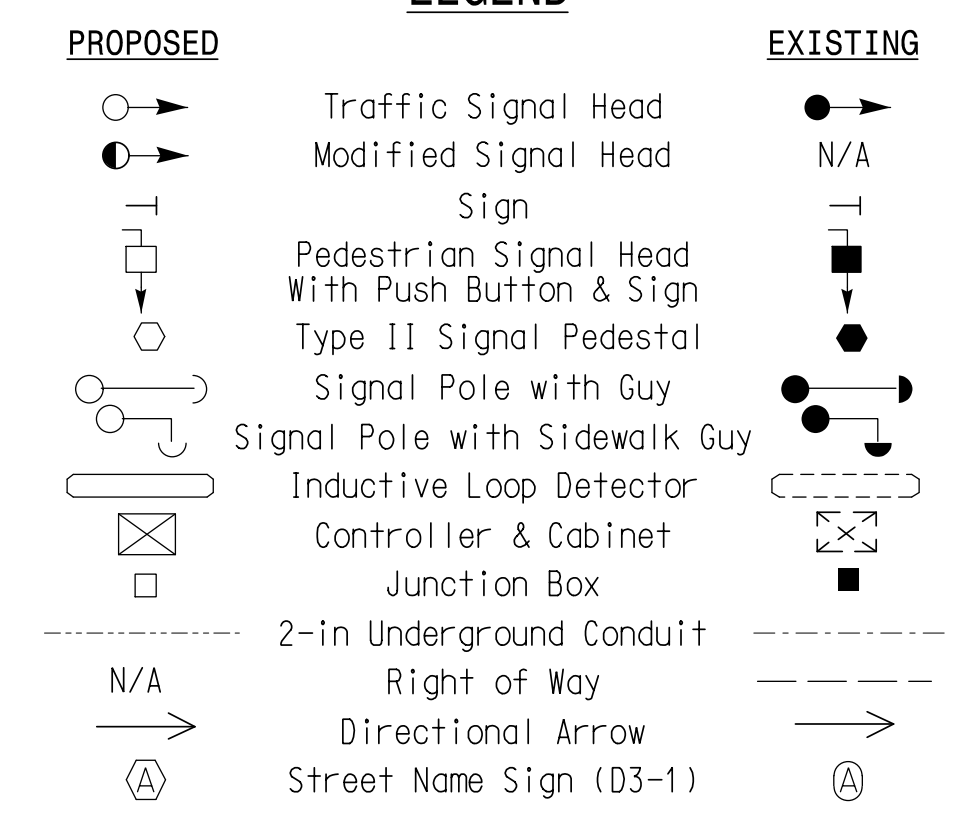 LEGEND
PROPOSED EXISTING
Traffic Signal Head
Modified Signal Head N/A
Sign
Pedestrian Signal Head
With Push Button & Sign
Type II Signal Pedestal
Signal Pole with Guy
Signal Pole with Sidewalk Guy
Inductive Loop Detector
Controller & Cabinet
Junction Box
2-in Underground Conduit
N/A Right of Way
Directional Arrow
A Street Name Sign (D3-1) A